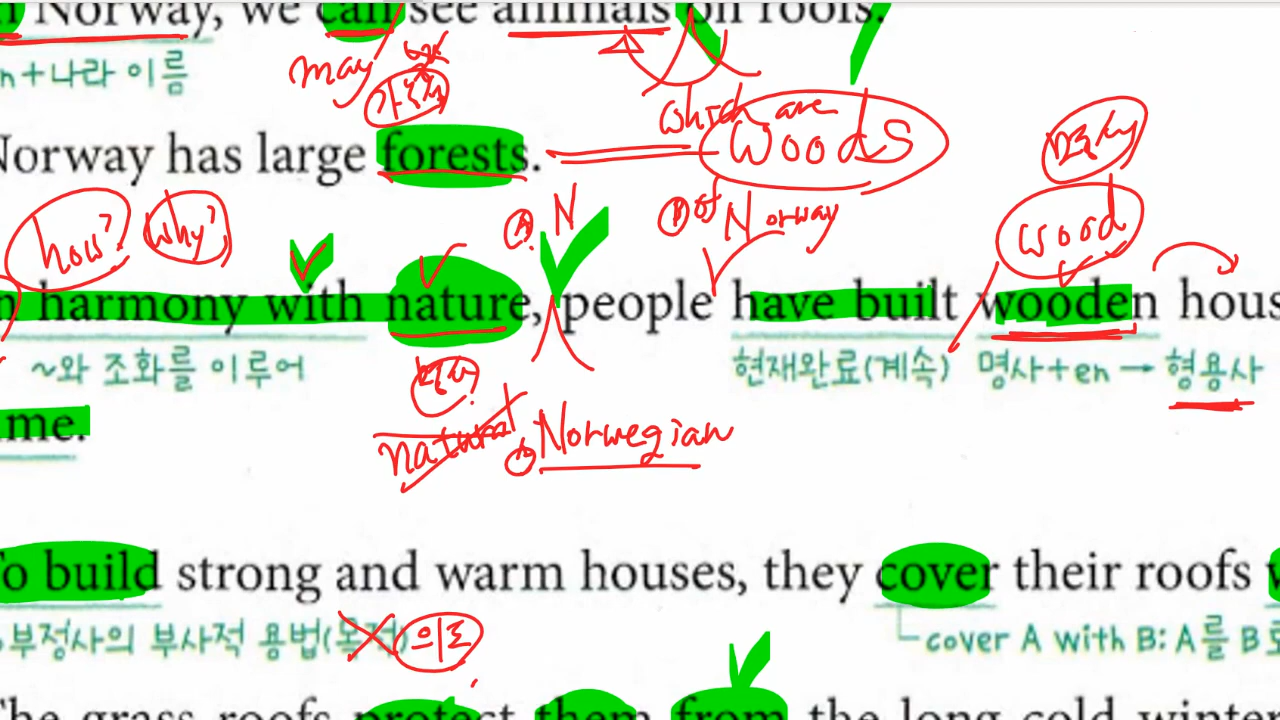 n Norway, we can see animals on roofs.
n+나라 이름
may
which are
Norway has large forests.
woods
how? why?
Ⓐ N
Ⓑ of Norway
wood
n harmony with nature, people have built wooden hous
~와 조화를 이루어
현재완료(계속)
명사+en → 형용사
me.
natural
Norwegian
To build strong and warm houses, they cover their roofs w
부정사의 부사적 용법(목적)
의도
cover A with B: A를 B로
The grass roofs protect them from the long cold winter